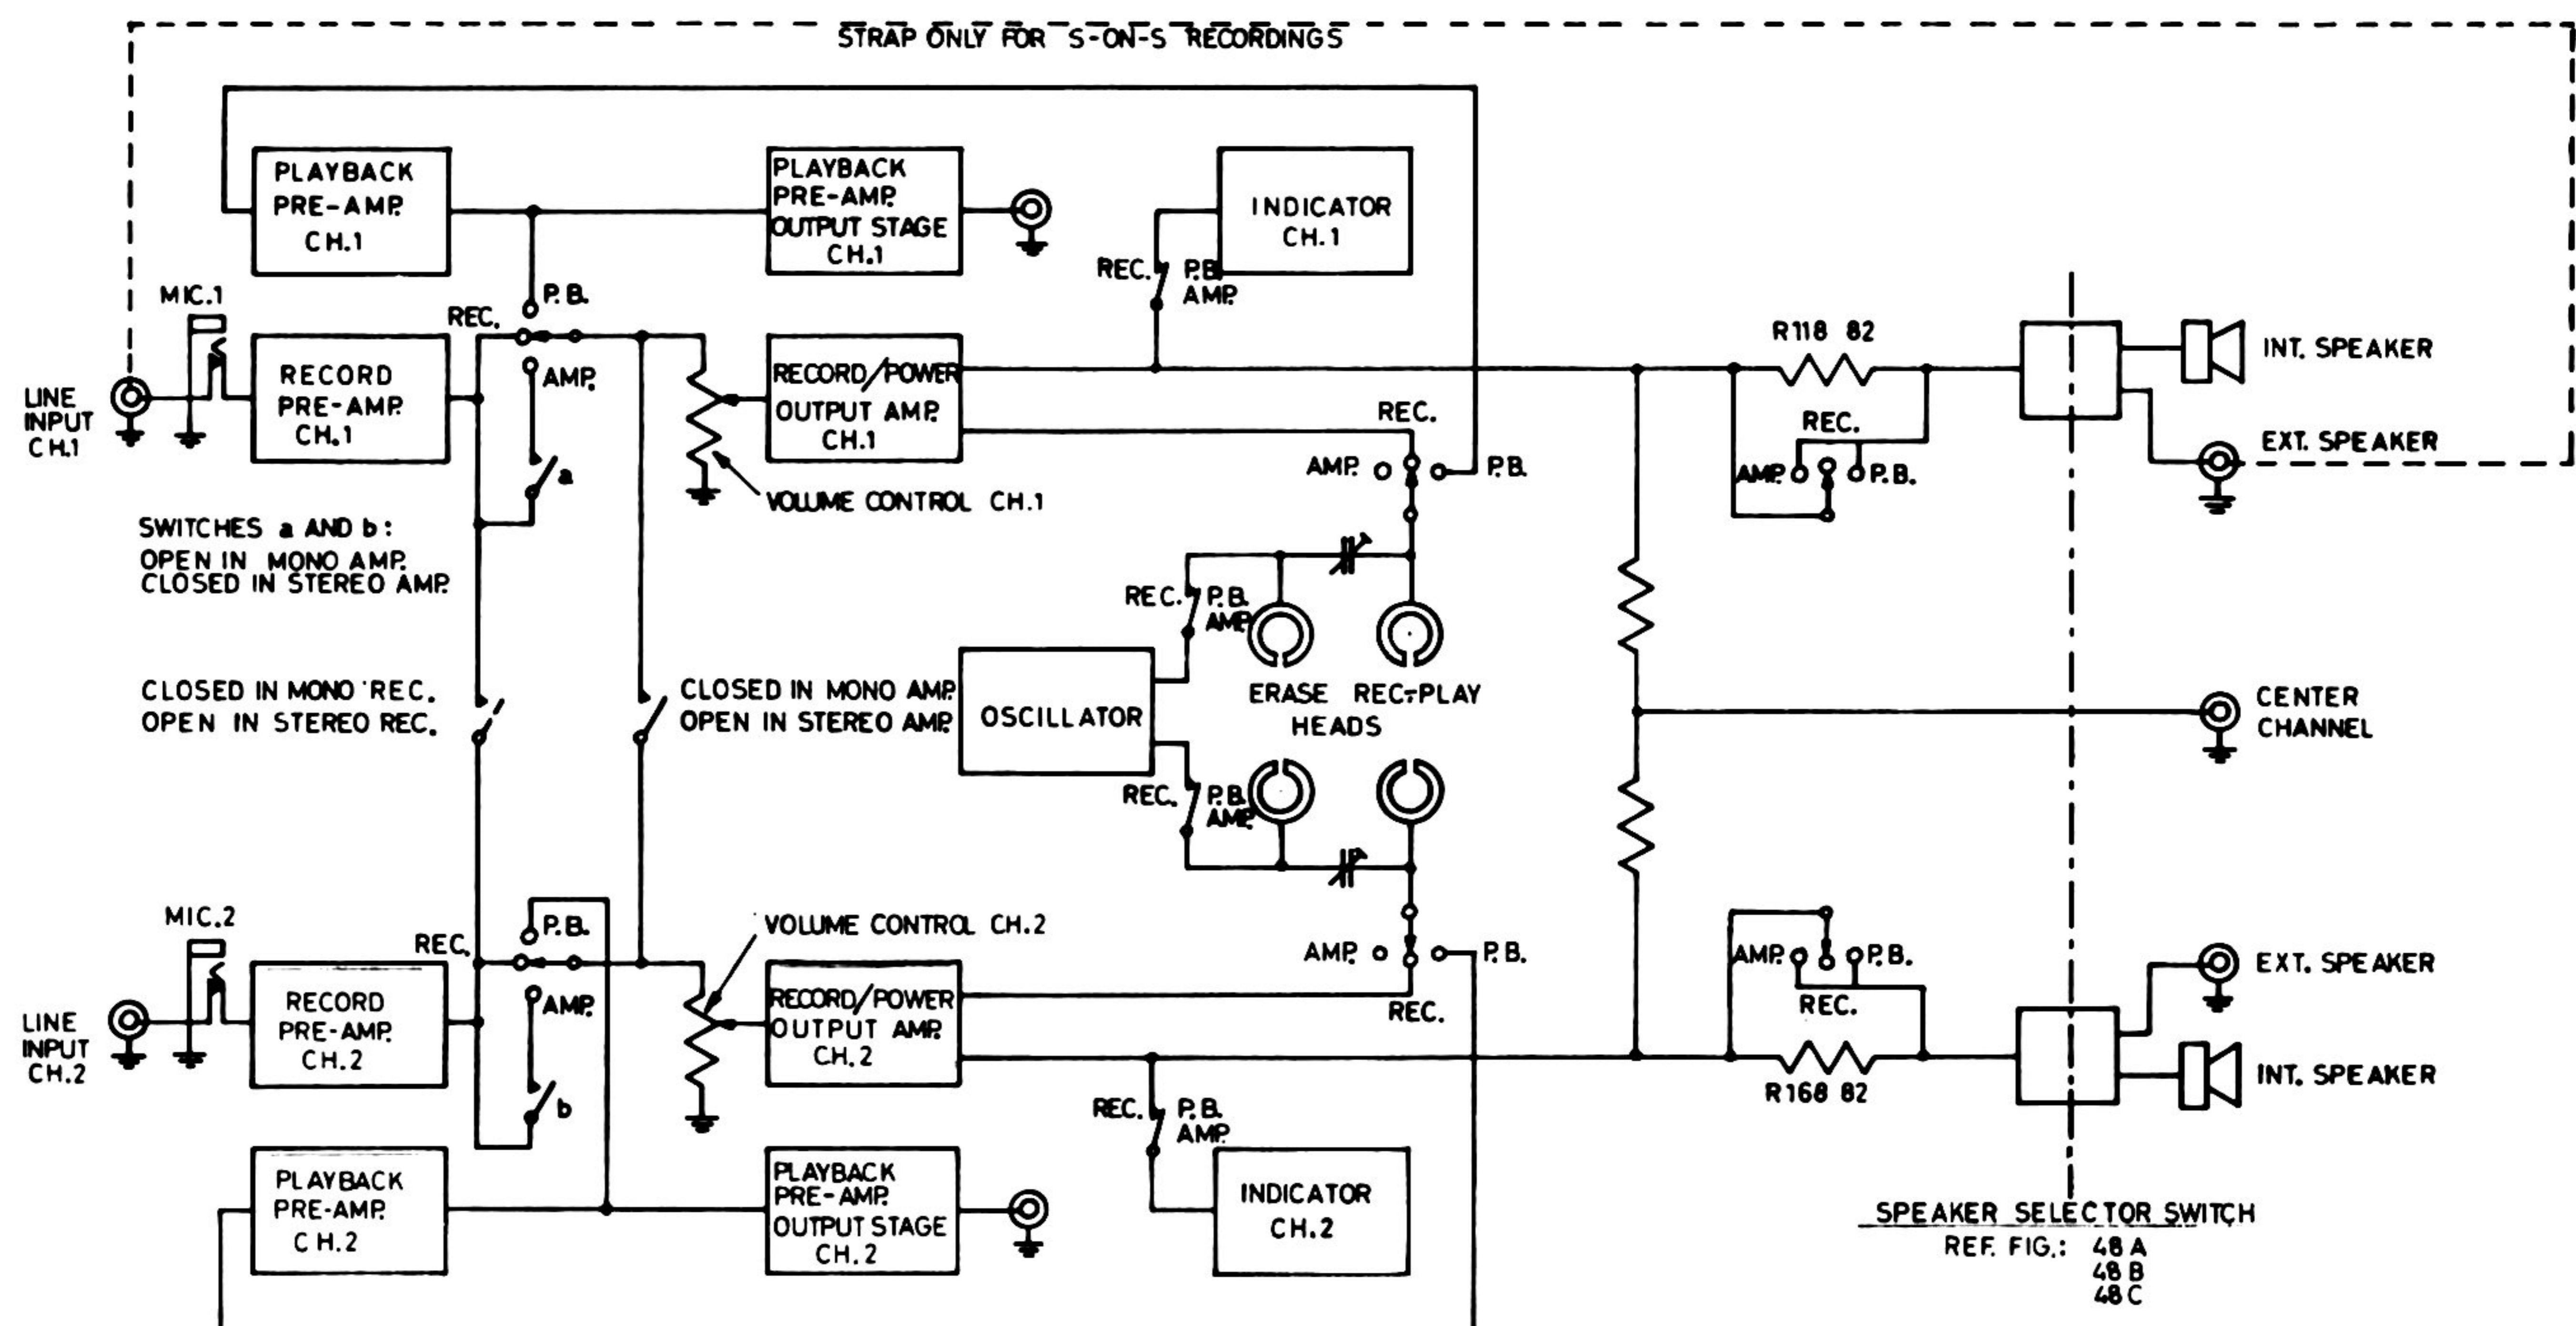 STRAP ONLY FOR S-ON-S RECORDINGS
PLAYBACK
PRE-AMP.
CH.1
PLAYBACK
PRE-AMP.
OUTPUT STAGE
CH.1
INDICATOR
CH.1
REC.
P.B.
AMP.
MIC.1
P.B.
REC.
AMP.
LINE
INPUT
CH.1
RECORD
PRE-AMP.
CH.1
RECORD/POWER
OUTPUT AMP.
CH.1
VOLUME CONTROL CH.1
a
REC.
AMP.
P.B.
R118 82
REC.
AMP.
P.B.
INT. SPEAKER
EXT. SPEAKER
SWITCHES a AND b:
OPEN IN MONO AMP.
CLOSED IN STEREO AMP.
REC.
P.B.
AMP.
CLOSED IN MONO REC.
OPEN IN STEREO REC.
CLOSED IN MONO AMP.
OPEN IN STEREO AMP.
OSCILLATOR
ERASE REC-PLAY
HEADS
CENTER
CHANNEL
REC.
P.B.
AMP.
MIC.2
P.B.
REC.
AMP.
LINE
INPUT
CH.2
RECORD
PRE-AMP.
CH.2
VOLUME CONTROL CH.2
RECORD/POWER
OUTPUT AMP.
CH.2
b
AMP.
P.B.
REC.
AMP.
P.B.
REC.
R168 82
EXT. SPEAKER
INT. SPEAKER
REC.
P.B.
AMP.
PLAYBACK
PRE-AMP.
CH.2
PLAYBACK
PRE-AMP.
OUTPUT STAGE
CH.2
INDICATOR
CH.2
SPEAKER SELECTOR SWITCH
REF. FIG.: 48A
48B
48C